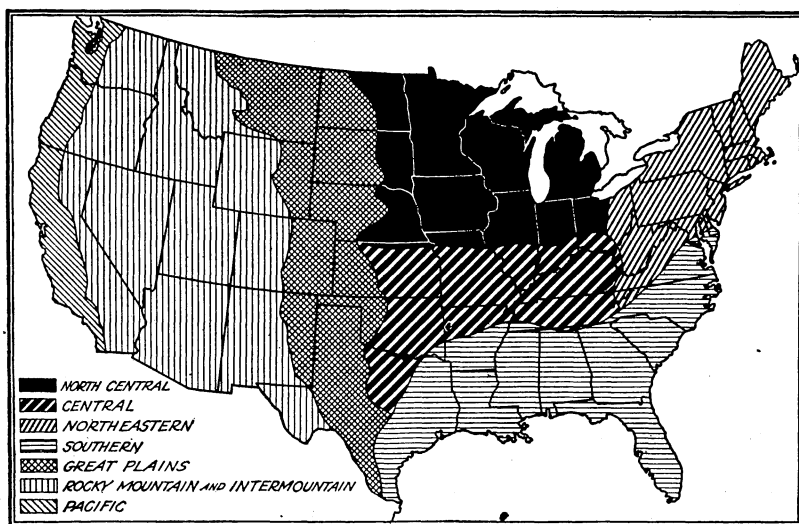 NORTH CENTRAL
CENTRAL
NORTHEASTERN
SOUTHERN
GREAT PLAINS
ROCKY MOUNTAIN AND INTERMOUNTAIN
PACIFIC